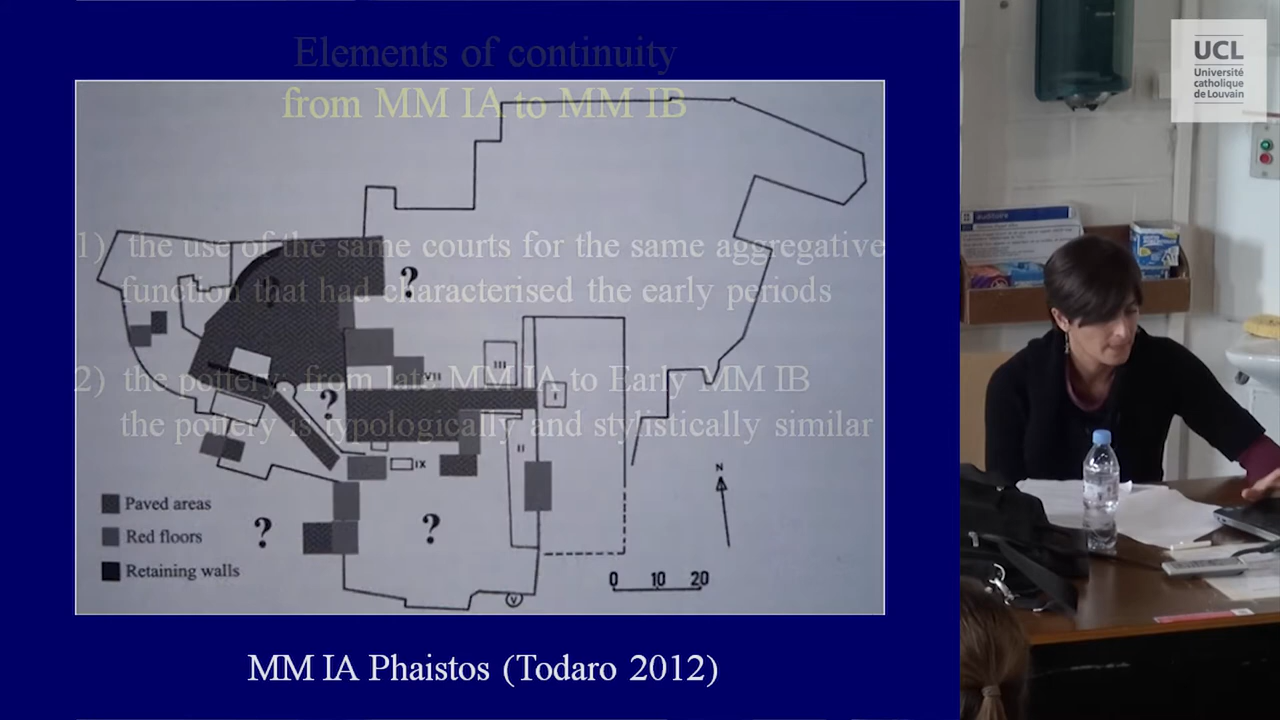 Elements of continuity
from MM IA to MM IB
1) the use of the same courts for the same aggregative
function that had characterised the early periods
2) the pottery: from late MM IA to Early MM IB
the pottery is typologically and stylistically similar
?
?
?
?
?
VII
III
I
II
IX
V
N
Paved areas
Red floors
Retaining walls
0 10 20
MM IA Phaistos (Todaro 2012)
UCL
Université
catholique
de Louvain
auditoire